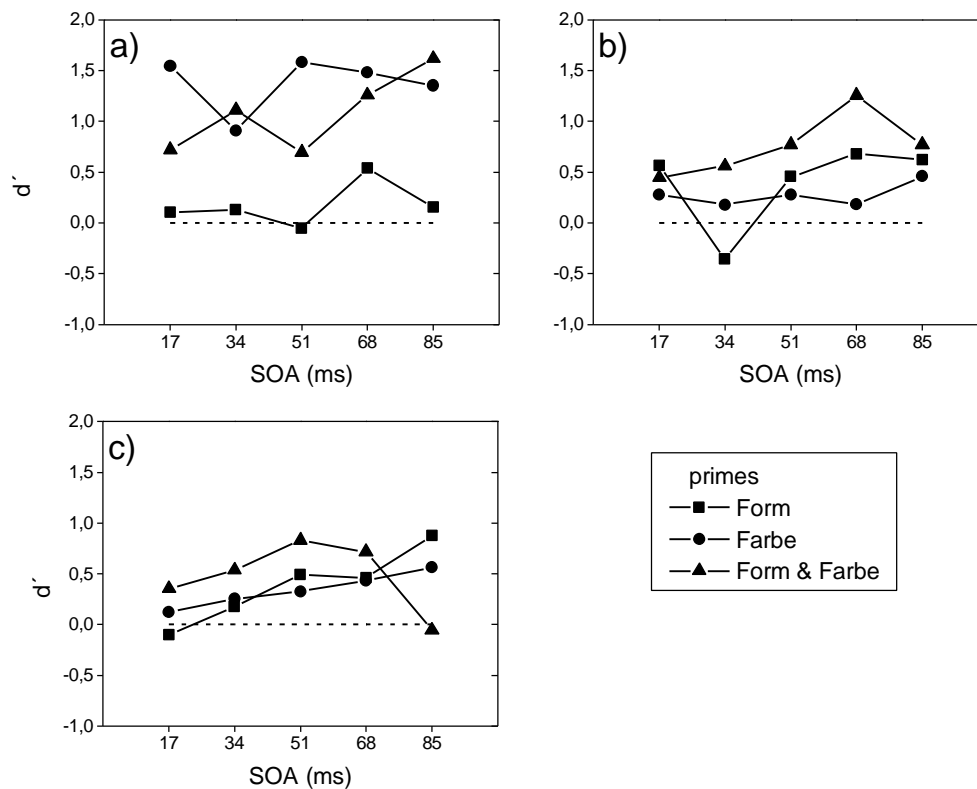 a)
2,0
1,5
1,0
0,5
0,0
-0,5
-1,0
d´
17 34 51 68 85
SOA (ms)
b)
2,0
1,5
1,0
0,5
0,0
-0,5
-1,0
17 34 51 68 85
SOA (ms)
c)
2,0
1,5
1,0
0,5
0,0
-0,5
-1,0
d´
17 34 51 68 85
SOA (ms)
primes
Form
Farbe
Form & Farbe